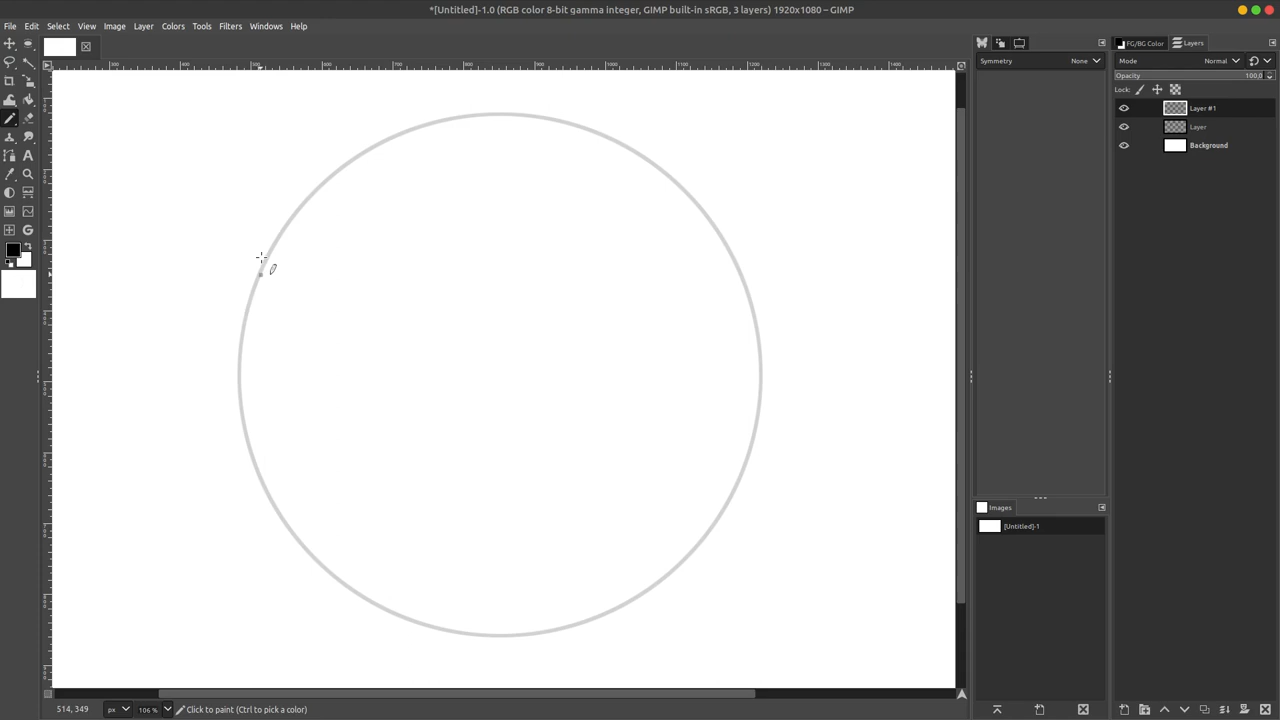 *[Untitled]-1.0 (RGB color 8-bit gamma integer, GIMP built-in sRGB, 3 layers) 1920x1080 – GIMP
File Edit Select View Image Layer Colors Tools Filters Windows Help
FG/BG Color Layers
Symmetry None
Mode Normal
Opacity 100,0
Lock:
Layer #1
Layer
Background
Images
[Untitled]-1
514, 349 px 106 % Click to paint (Ctrl to pick a color)